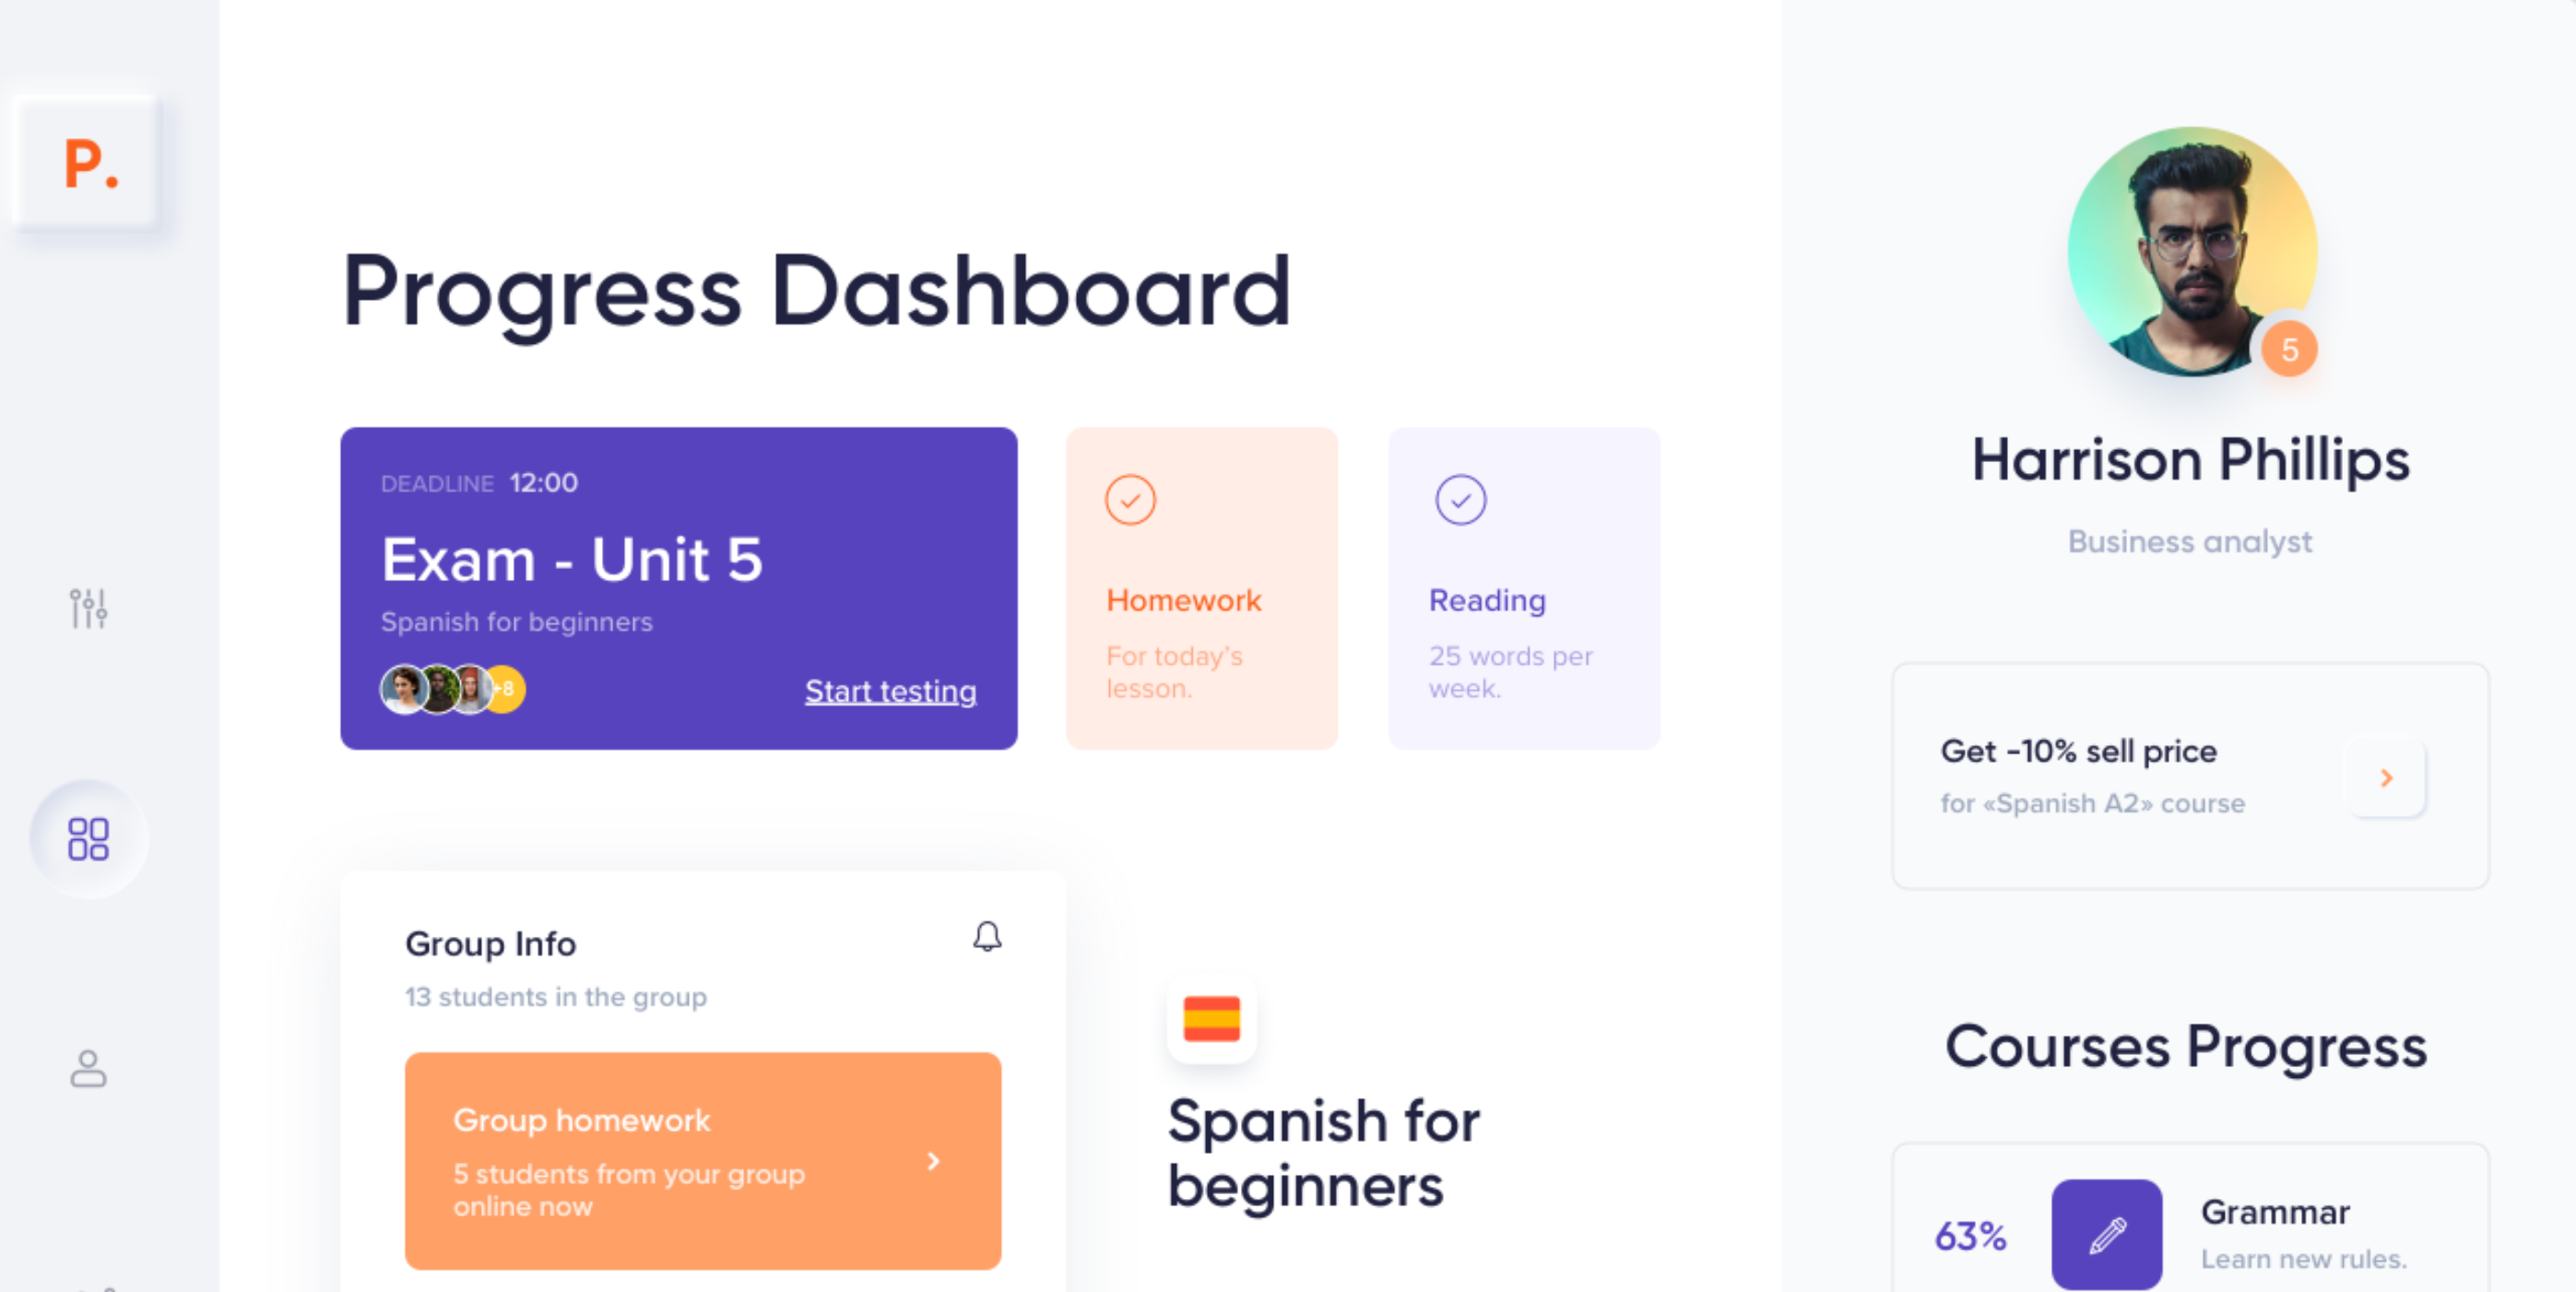 P.
Progress Dashboard
DEADLINE 12:00
Exam - Unit 5
Spanish for beginners
+8
Start testing
Homework
For today's
lesson.
Reading
25 words per
week.
Group Info
13 students in the group
Group homework
5 students from your group
online now
Spanish for
beginners
5
Harrison Phillips
Business analyst
Get -10% sell price
for «Spanish A2» course
Courses Progress
63%
Grammar
Learn new rules.